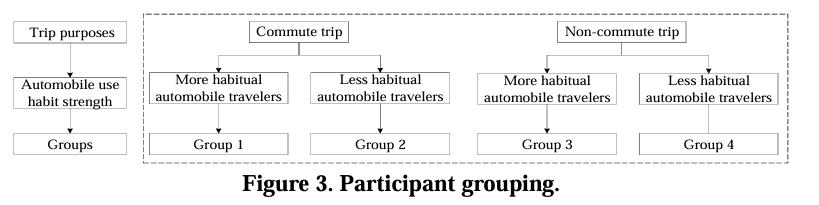 Trip purposes
Commute trip
Non-commute trip
Automobile use
habit strength
More habitual
automobile travelers
Less habitual
automobile travelers
More habitual
automobile travelers
Less habitual
automobile travelers
Groups
Group 1
Group 2
Group 3
Group 4
Figure 3. Participant grouping.